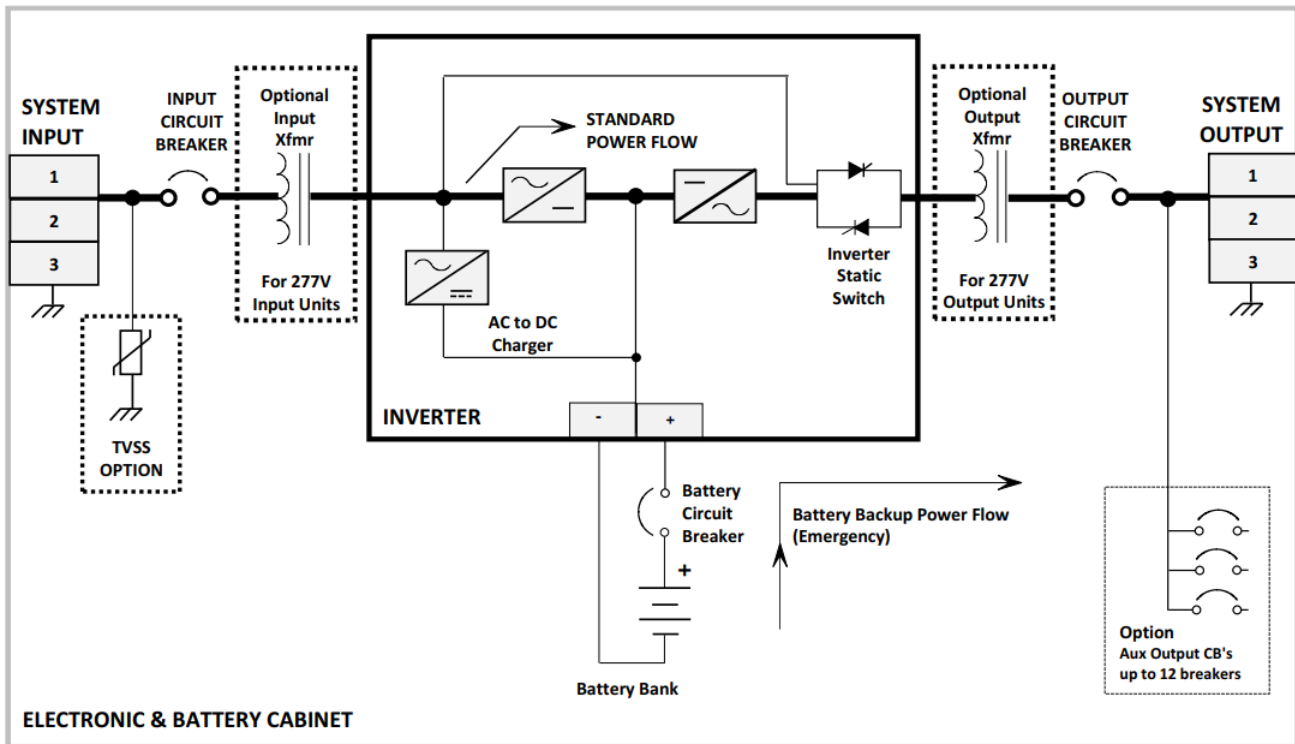 SYSTEM
INPUT
1
2
3
INPUT
CIRCUIT
BREAKER
Optional
Input
Xfmr
For 277V
Input Units
TVSS
OPTION
STANDARD
POWER FLOW
AC to DC
Charger
Inverter
Static
Switch
INVERTER
-
+
Optional
Output
Xfmr
For 277V
Output Units
OUTPUT
CIRCUIT
BREAKER
SYSTEM
OUTPUT
1
2
3
Battery
Circuit
Breaker
+
Battery Bank
Battery Backup Power Flow
(Emergency)
Option
Aux Output CB's
up to 12 breakers
ELECTRONIC & BATTERY CABINET